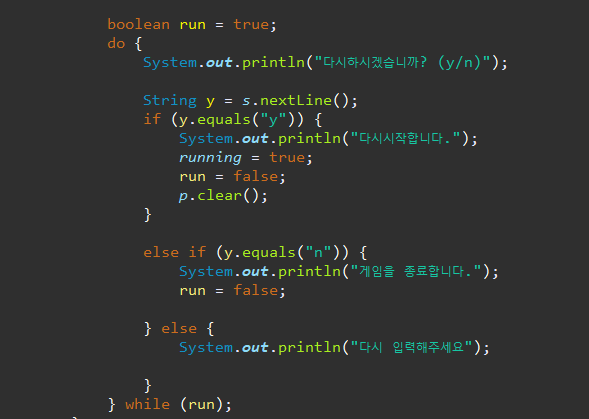 boolean run = true;
do {
System.out.println("다시하시겠습니까? (y/n)");
String y = s.nextLine();
if (y.equals("y")) {
System.out.println("다시시작합니다.");
running = true;
run = false;
p.clear();
}
else if (y.equals("n")) {
System.out.println("게임을 종료합니다.");
run = false;
} else {
System.out.println("다시 입력해주세요");
}
} while (run);